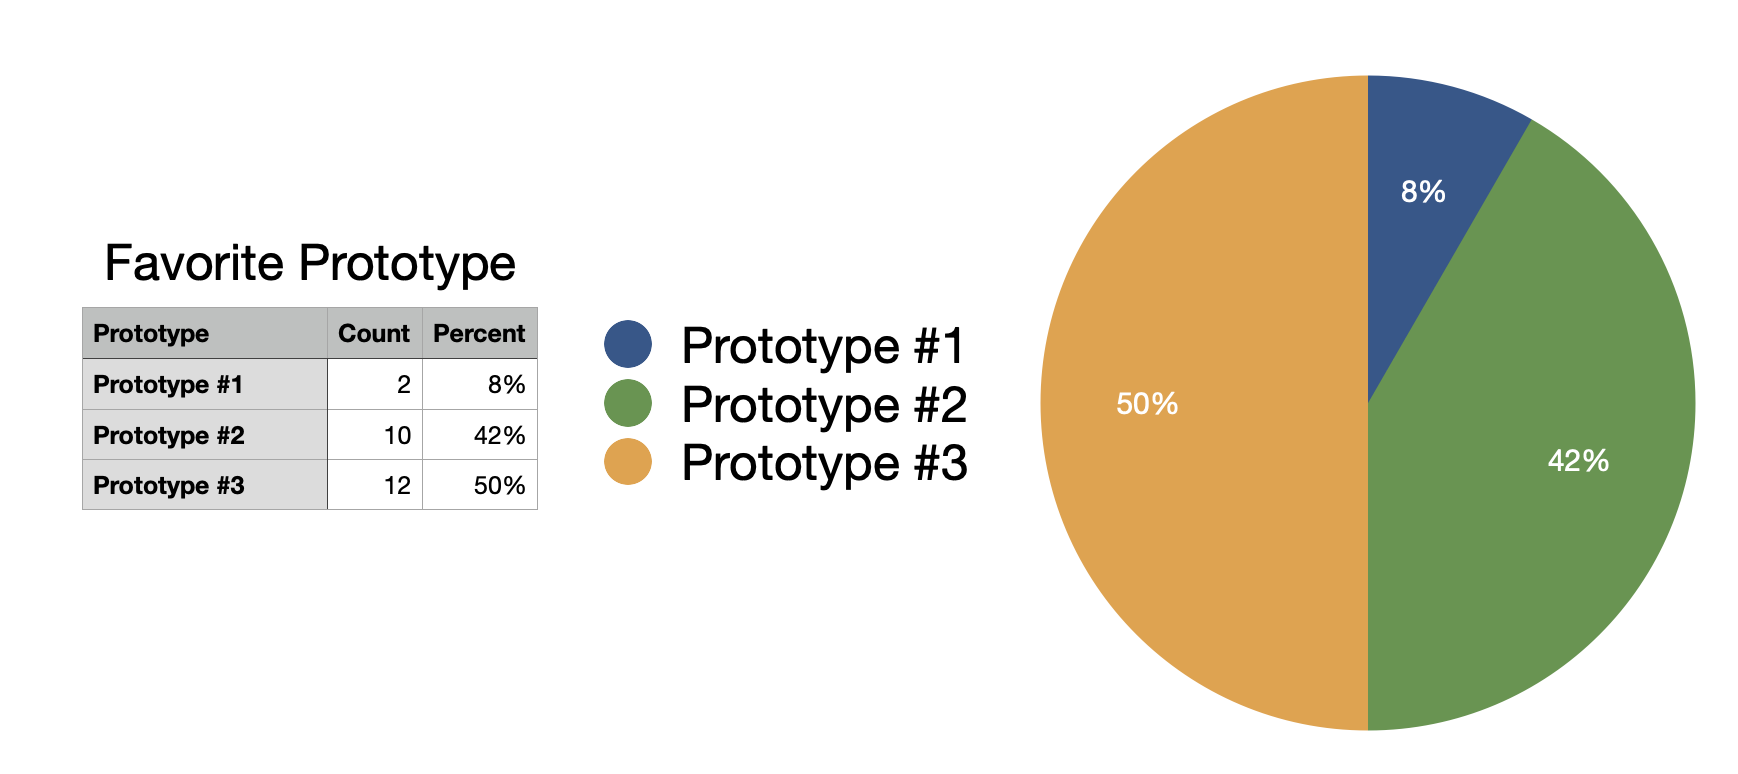 Favorite Prototype
Prototype Count Percent
Prototype #1 2 8%
Prototype #2 10 42%
Prototype #3 12 50%
Prototype #1
Prototype #2
Prototype #3
8%
50%
42%